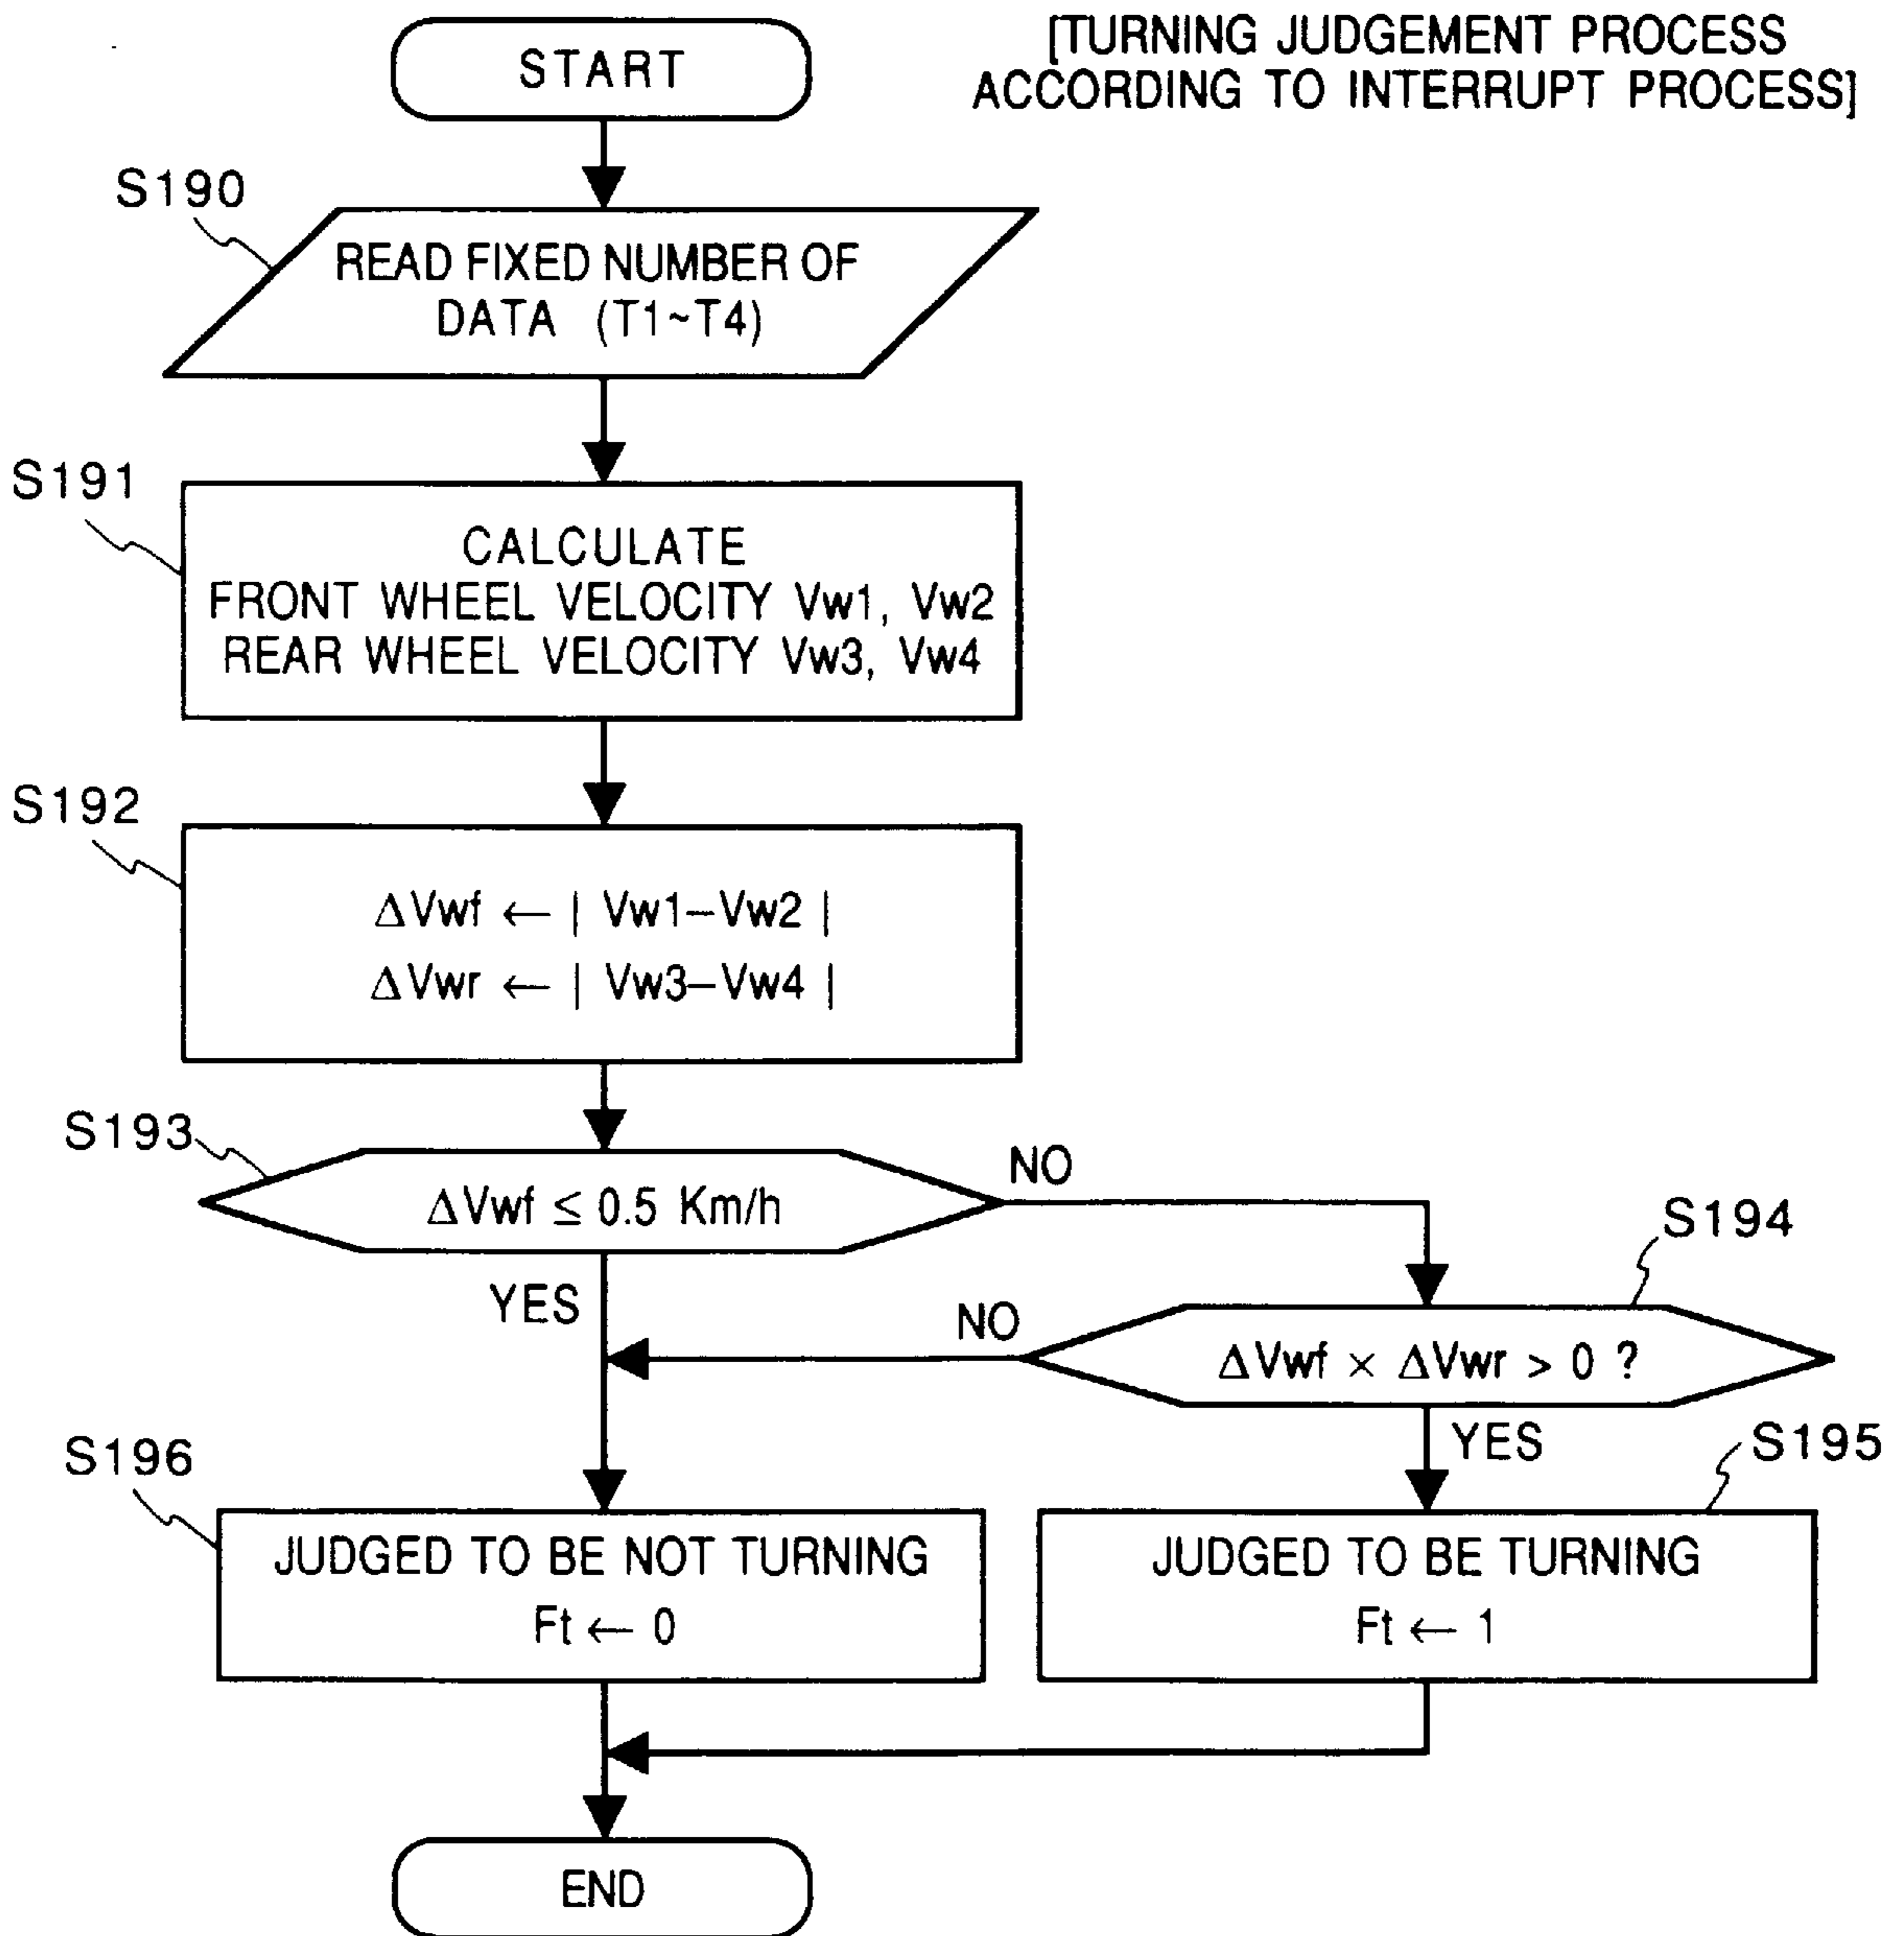 [TURNING JUDGEMENT PROCESS
ACCORDING TO INTERRUPT PROCESS]
START
S190
READ FIXED NUMBER OF
DATA (T1~T4)
S191
CALCULATE
FRONT WHEEL VELOCITY Vw1, Vw2
REAR WHEEL VELOCITY Vw3, Vw4
S192
ΔVwf ← | Vw1–Vw2 |
ΔVwr ← | Vw3–Vw4 |
S193
ΔVwf ≤ 0.5 Km/h
NO
YES
S194
ΔVwf × ΔVwr > 0 ?
NO
YES
S196
JUDGED TO BE NOT TURNING
Ft ← 0
S195
JUDGED TO BE TURNING
Ft ← 1
END